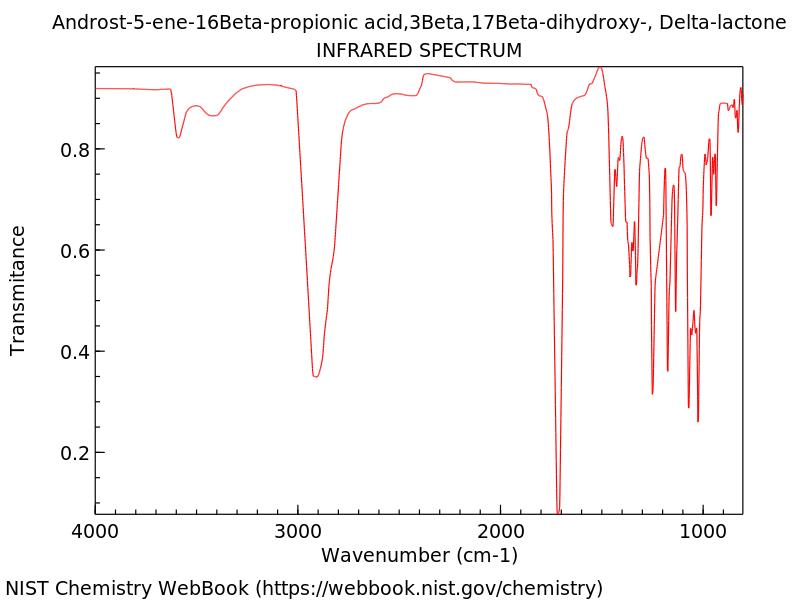 Androst-5-ene-16Beta-propionic acid,3Beta,17Beta-dihydroxy-, Delta-lactone
INFRARED SPECTRUM
0.8
0.6
0.4
0.2
Transmitance
4000 3000 2000 1000
Wavenumber (cm-1)
NIST Chemistry WebBook (https://webbook.nist.gov/chemistry)